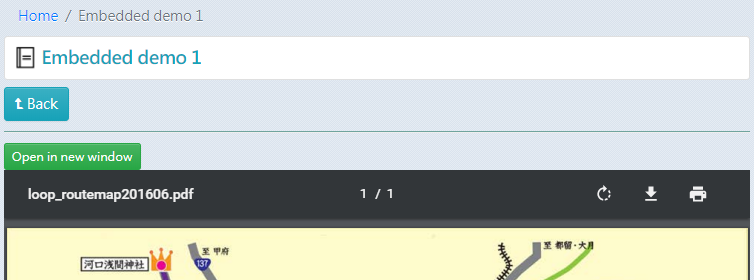 Home / Embedded demo 1
Embedded demo 1
Back
Open in new window
loop_routemap201606.pdf 1 / 1
至 甲府 至 都留・大月
河口浅間神社 137